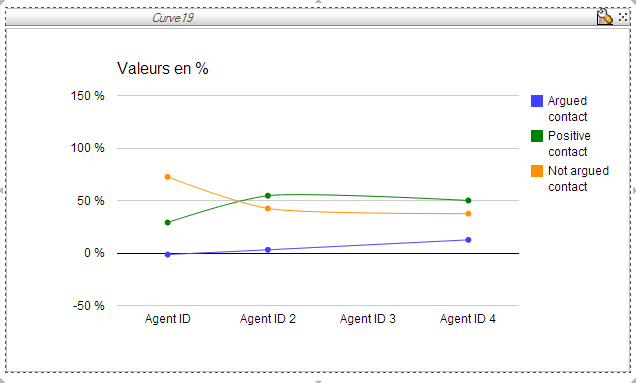 Curve19
Valeurs en %
150 %
100 %
50 %
0 %
-50 %
Agent ID
Agent ID 2
Agent ID 3
Agent ID 4
Argued
contact
Positive
contact
Not argued
contact